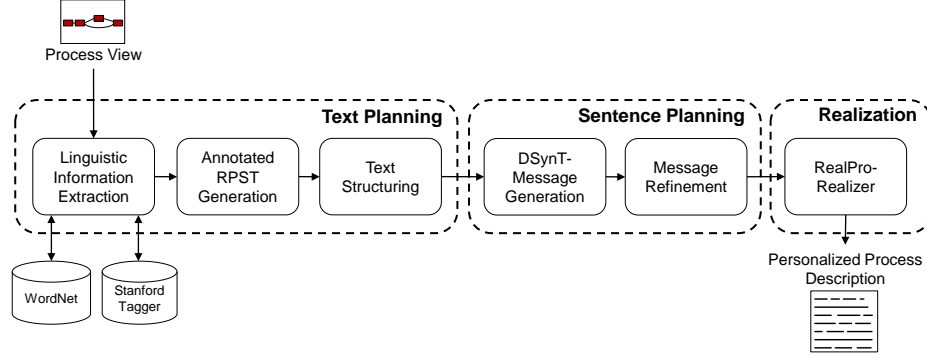 Process View
Text Planning
Sentence Planning
Realization
Linguistic
Information
Extraction
Annotated
RPST
Generation
Text
Structuring
DSynT-
Message
Generation
Message
Refinement
RealPro-
Realizer
WordNet
Stanford
Tagger
Personalized Process
Description